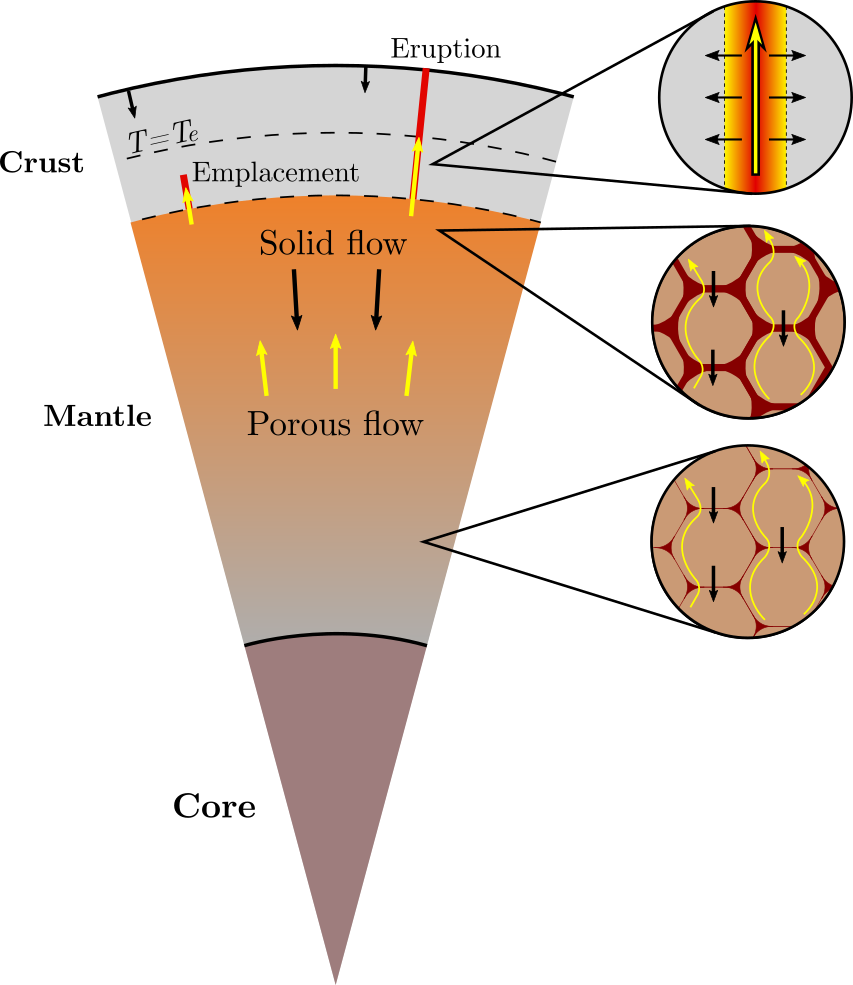 Eruption
T=Tₑ
Crust
Emplacement
Solid flow
Mantle
Porous flow
Core